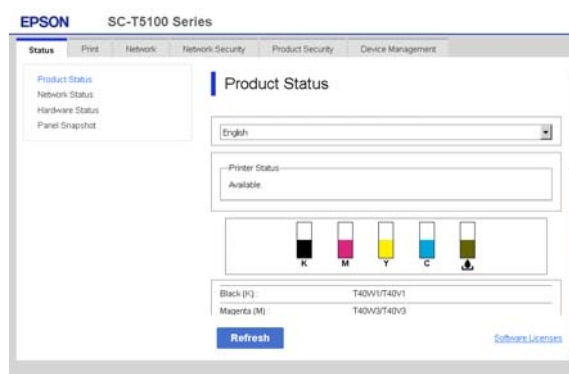 EPSON SC-T5100 Series
Status Print Network Network Security Product Security Device Management
Product Status
Network Status
Hardware Status
Panel Snapshot
Product Status
English
Printer Status
Available.
K M Y C
Black (K) : T40W1/T40V1
Magenta (M) : T40W3/T40V3
Refresh
Software Licenses